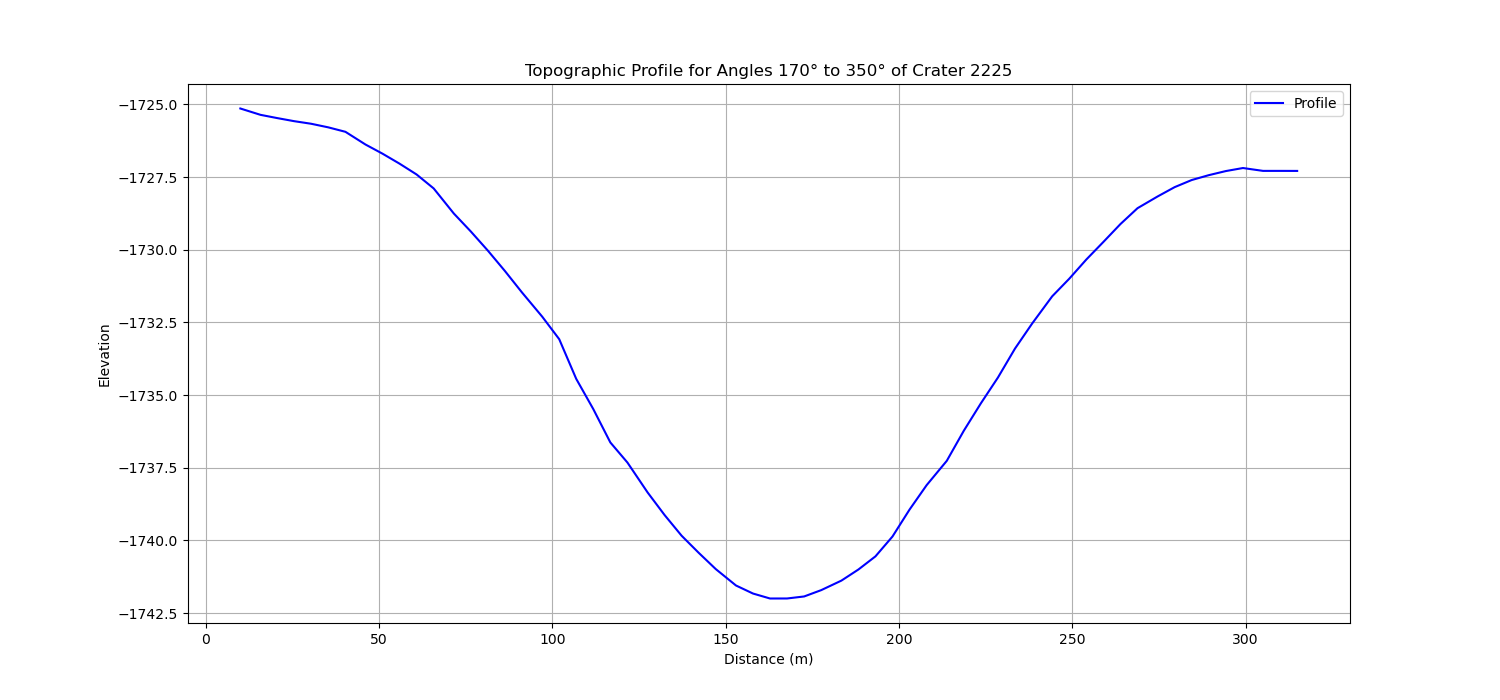 Topographic Profile for Angles 170° to 350° of Crater 2225
Profile
−1725.0
−1727.5
−1730.0
−1732.5
−1735.0
−1737.5
−1740.0
−1742.5
Elevation
0 50 100 150 200 250 300
Distance (m)